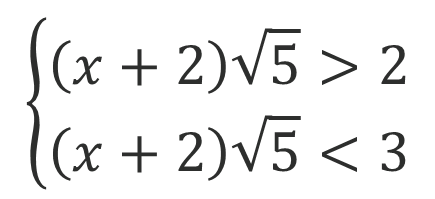 (x + 2)√5 > 2
(x + 2)√5 < 3